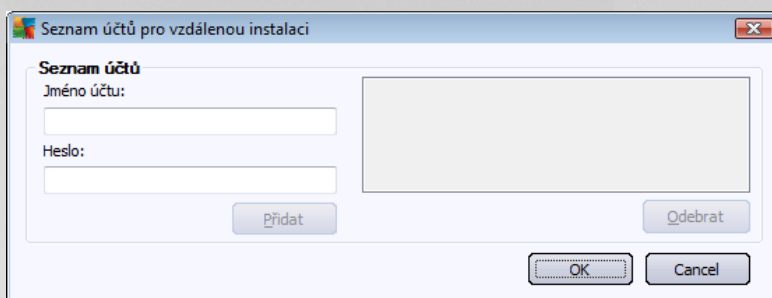 Seznam účtů pro vzdálenou instalaci
Seznam účtů
Jméno účtu:
Heslo:
Přidat
Odebrat
OK
Cancel